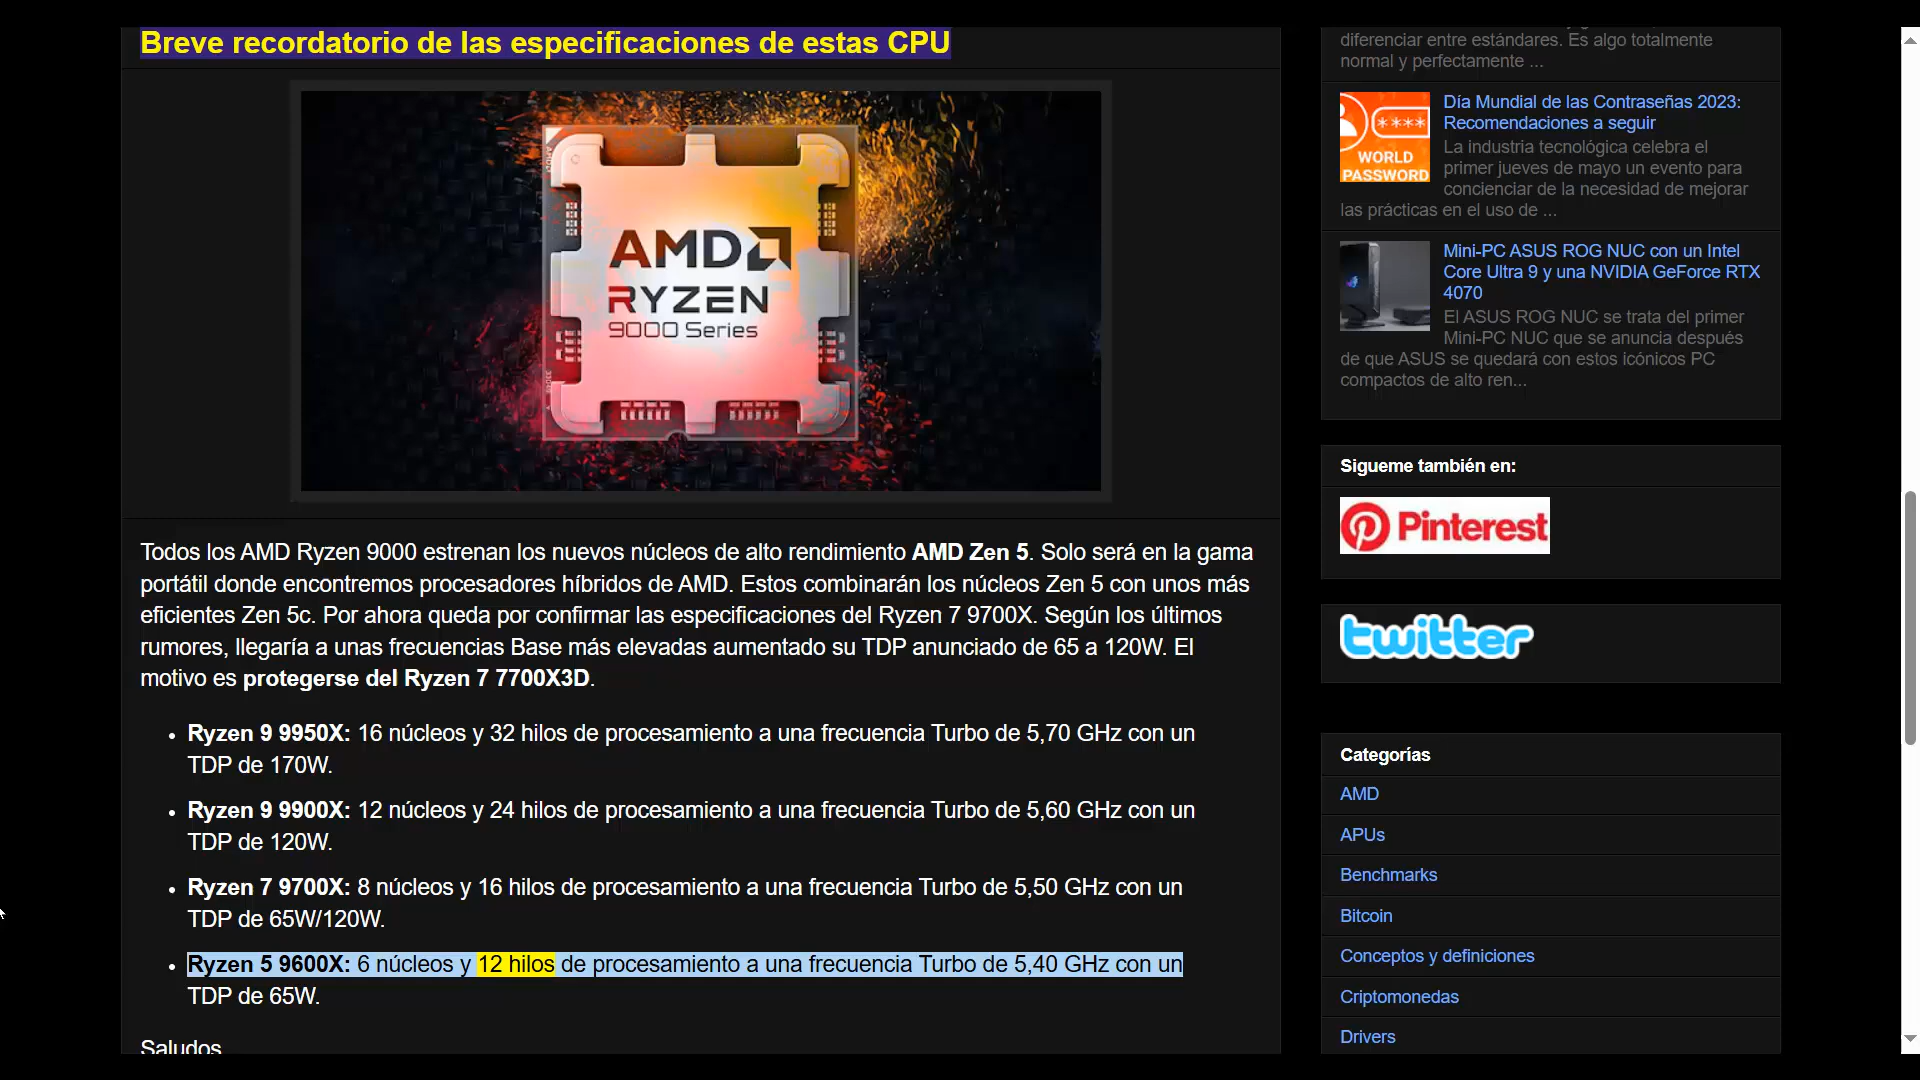 Breve recordatorio de las especificaciones de estas CPU
AMD
RYZEN
9000 Series
Todos los AMD Ryzen 9000 estrenan los nuevos núcleos de alto rendimiento AMD Zen 5. Solo será en la gama
portátil donde encontremos procesadores híbridos de AMD. Estos combinarán los núcleos Zen 5 con unos más
eficientes Zen 5c. Por ahora queda por confirmar las especificaciones del Ryzen 7 9700X. Según los últimos
rumores, llegaría a unas frecuencias Base más elevadas aumentado su TDP anunciado de 65 a 120W. El
motivo es protegerse del Ryzen 7 7700X3D.
• Ryzen 9 9950X: 16 núcleos y 32 hilos de procesamiento a una frecuencia Turbo de 5,70 GHz con un
TDP de 170W.
• Ryzen 9 9900X: 12 núcleos y 24 hilos de procesamiento a una frecuencia Turbo de 5,60 GHz con un
TDP de 120W.
• Ryzen 7 9700X: 8 núcleos y 16 hilos de procesamiento a una frecuencia Turbo de 5,50 GHz con un
TDP de 65W/120W.
• Ryzen 5 9600X: 6 núcleos y 12 hilos de procesamiento a una frecuencia Turbo de 5,40 GHz con un
TDP de 65W.
Saludos
diferenciar entre estándares. Es algo totalmente
normal y perfectamente ...
****
WORLD
PASSWORD
Día Mundial de las Contraseñas 2023:
Recomendaciones a seguir
La industria tecnológica celebra el
primer jueves de mayo un evento para
concienciar de la necesidad de mejorar
las prácticas en el uso de ...
Mini-PC ASUS ROG NUC con un Intel
Core Ultra 9 y una NVIDIA GeForce RTX
4070
El ASUS ROG NUC se trata del primer
Mini-PC NUC que se anuncia después
de que ASUS se quedará con estos icónicos PC
compactos de alto ren...
Sigueme también en:
Pinterest
twitter
Categorías
AMD
APUs
Benchmarks
Bitcoin
Conceptos y definiciones
Criptomonedas
Drivers